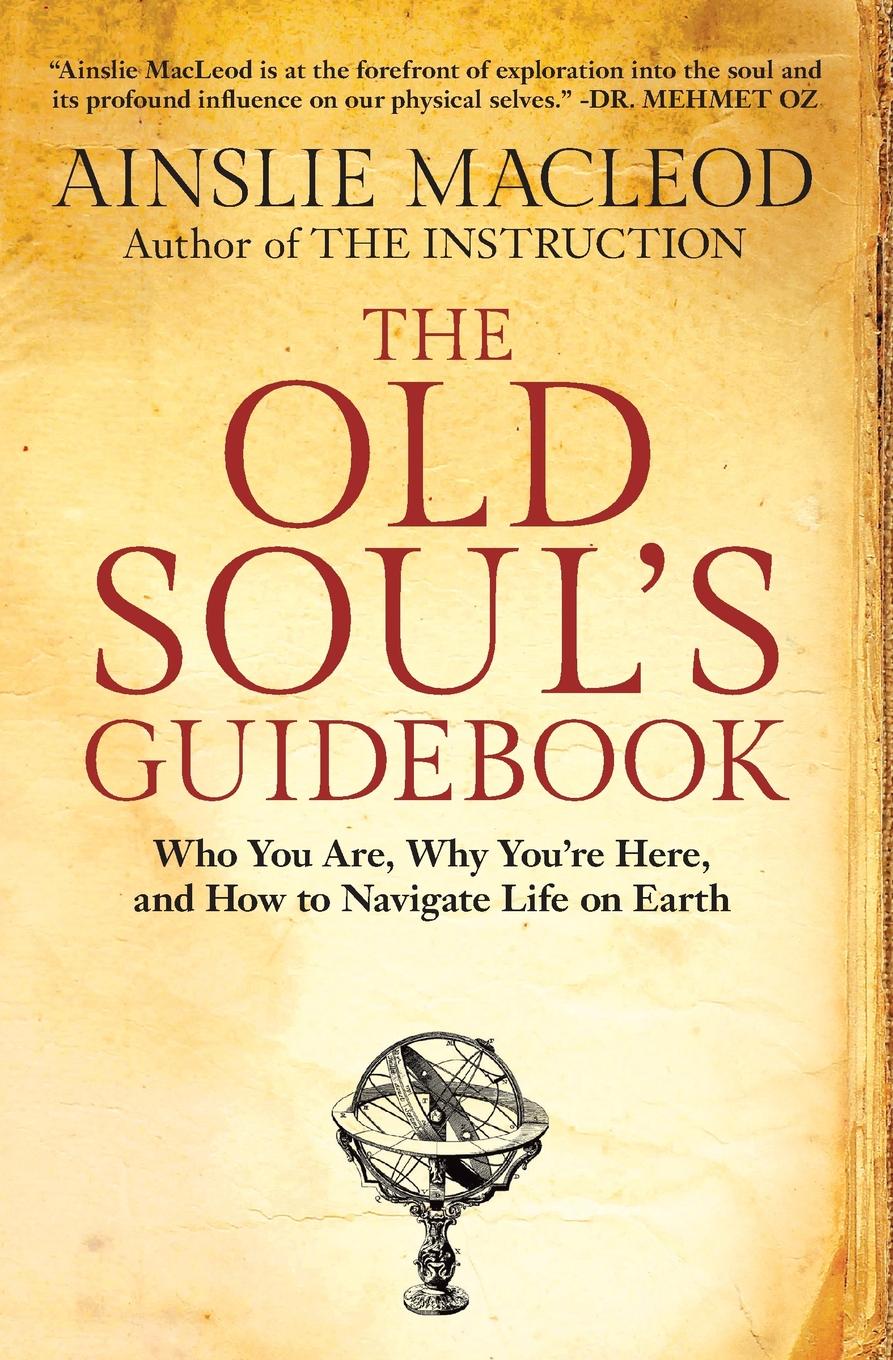 “Ainslie MacLeod is at the forefront of exploration into the soul and
its profound influence on our physical selves.” -DR. MEHMET OZ
AINSLIE MACLEOD
Author of THE INSTRUCTION
THE
OLD
SOUL’S
GUIDEBOOK
Who You Are, Why You’re Here,
and How to Navigate Life on Earth